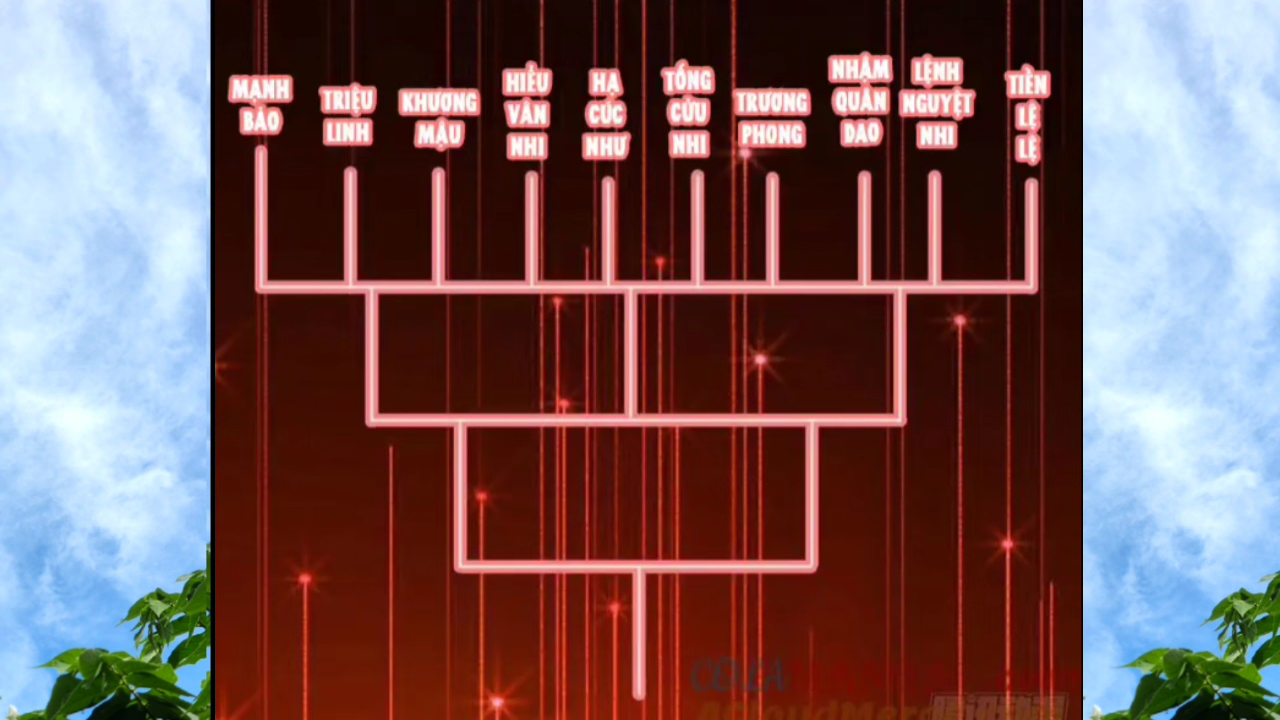 MẠNH
BẢO
TRIỆU
LINH
KHƯƠNG
MẬU
HIỂU
VÂN
NHI
HẠ
CÚC
NHƯ
TỐNG
CỬU
NHI
TRƯƠNG
PHONG
NHẬM
QUÂN
DAO
LỆNH
NGUYỆT
NHI
TIỀN
LỆ
LỆ